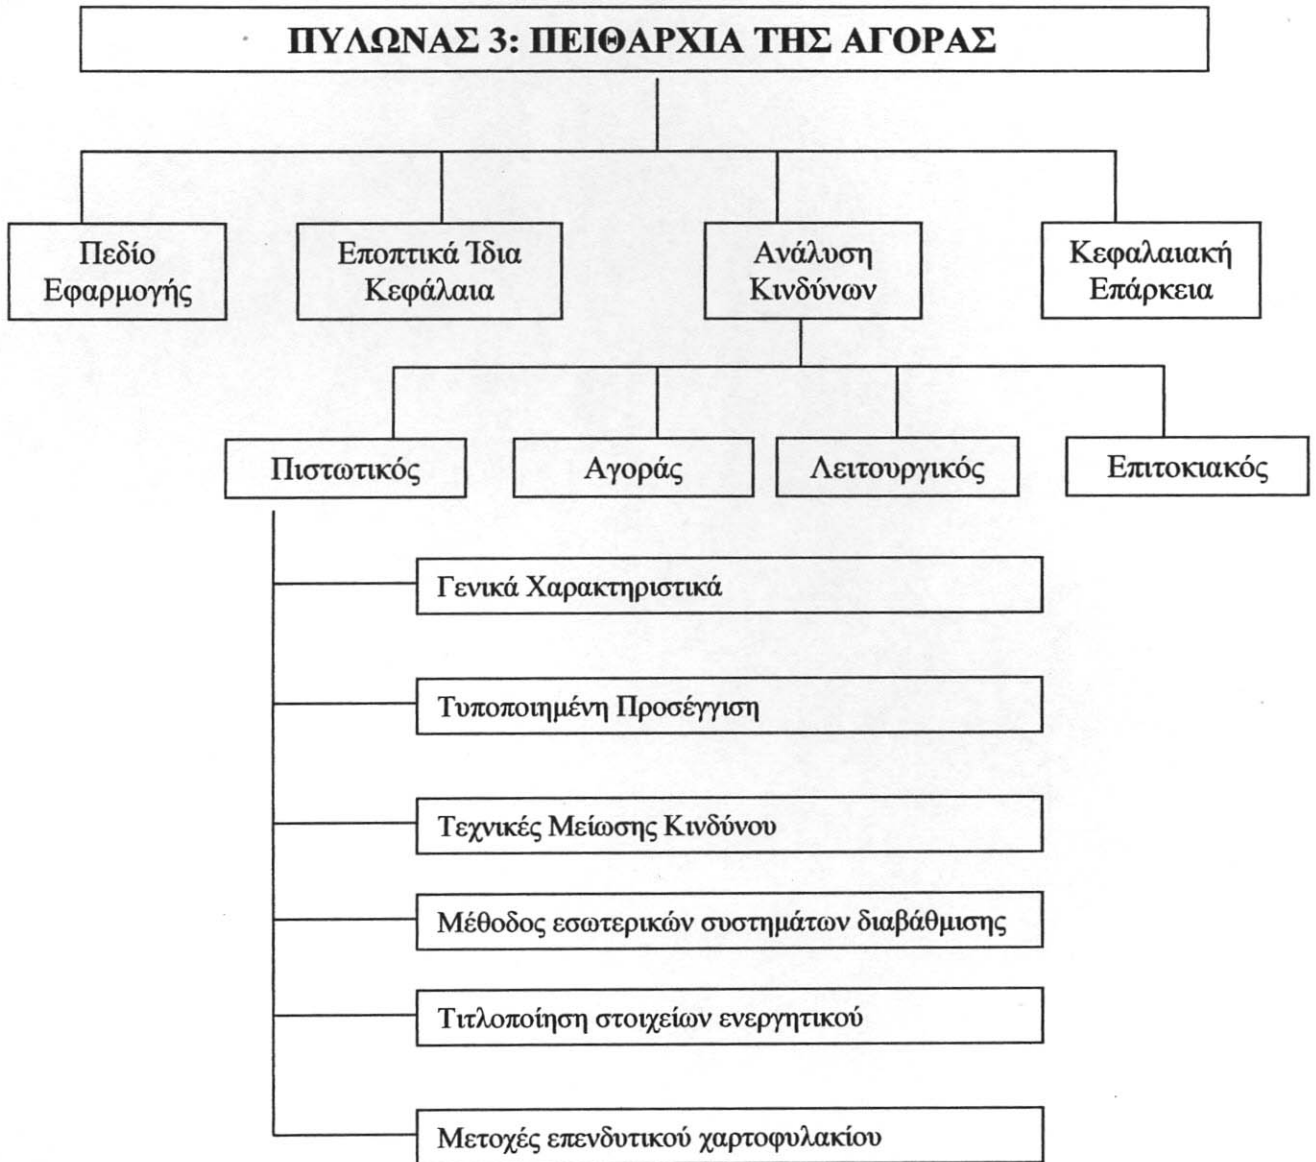 ΠΥΛΩΝΑΣ 3: ΠΕΙΘΑΡΧΙΑ ΤΗΣ ΑΓΟΡΑΣ
Πεδίο
Εφαρμογής
Εποπτικά Ίδια
Κεφάλαια
Ανάλυση
Κινδύνων
Κεφαλαιακή
Επάρκεια
Πιστωτικός
Αγοράς
Λειτουργικός
Επιτοκιακός
Γενικά Χαρακτηριστικά
Τυποποιημένη Προσέγγιση
Τεχνικές Μείωσης Κινδύνου
Μέθοδος εσωτερικών συστημάτων διαβάθμισης
Τιτλοποίηση στοιχείων ενεργητικού
Μετοχές επενδυτικού χαρτοφυλακίου